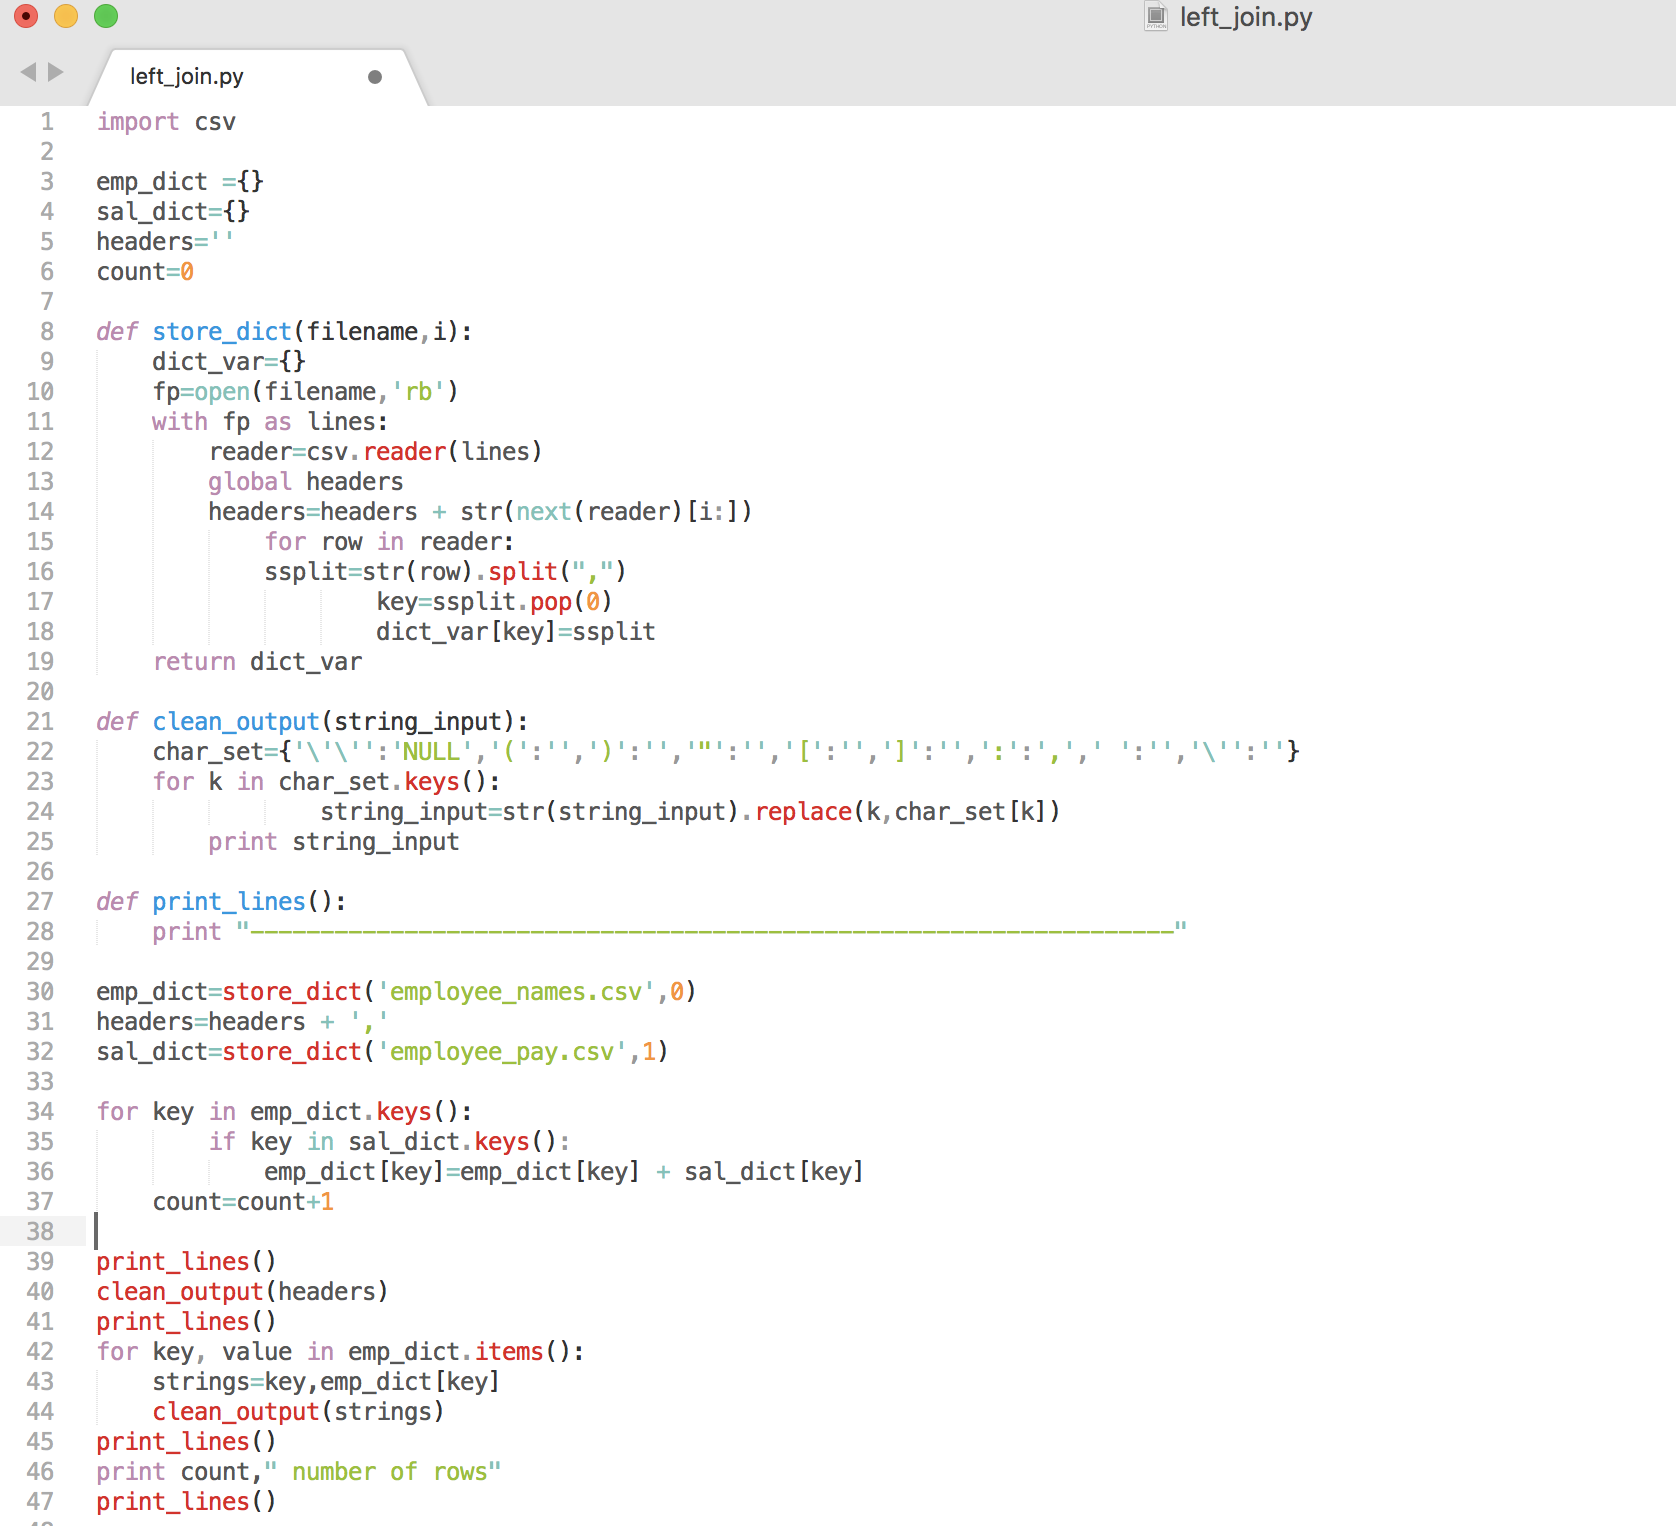 left_join.py
left_join.py
1 import csv
2
3 emp_dict ={}
4 sal_dict={}
5 headers=''
6 count=0
7
8 def store_dict(filename,i):
9     dict_var={}
10     fp=open(filename,'rb')
11     with fp as lines:
12         reader=csv.reader(lines)
13         global headers
14         headers=headers + str(next(reader)[i:])
15             for row in reader:
16             ssplit=str(row).split(",")
17                     key=ssplit.pop(0)
18                     dict_var[key]=ssplit
19     return dict_var
20
21 def clean_output(string_input):
22     char_set={'\'\'':'NULL','(':'',')':'','"':'','[':'',']':'',':':',',' ':'','\'':''}
23     for k in char_set.keys():
24                 string_input=str(string_input).replace(k,char_set[k])
25         print string_input
26
27 def print_lines():
28     print "------------------------------------------------------------------"
29
30 emp_dict=store_dict('employee_names.csv',0)
31 headers=headers + ','
32 sal_dict=store_dict('employee_pay.csv',1)
33
34 for key in emp_dict.keys():
35         if key in sal_dict.keys():
36             emp_dict[key]=emp_dict[key] + sal_dict[key]
37     count=count+1
38
39 print_lines()
40 clean_output(headers)
41 print_lines()
42 for key, value in emp_dict.items():
43     strings=key,emp_dict[key]
44     clean_output(strings)
45 print_lines()
46 print count," number of rows"
47 print_lines()